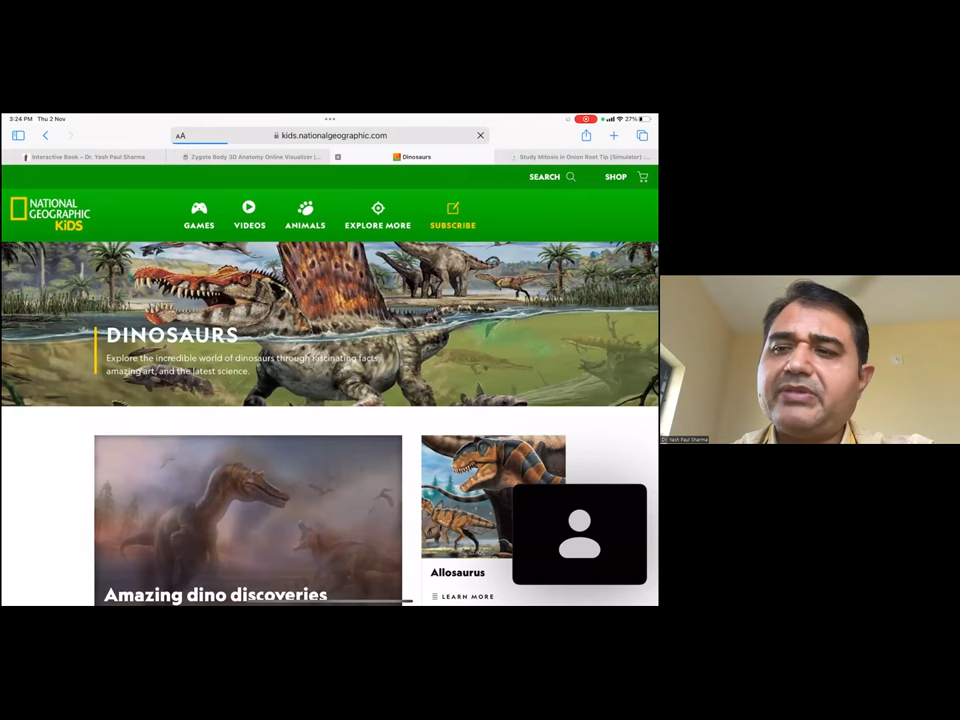 3:24 PM Thu 2 Nov
27%
AA
kids.nationalgeographic.com
Interactive Book – Dr. Yash Paul Sharma
Zygote Body 3D Anatomy Online Visualizer |...
Dinosaurs
Study Mitosis in Onion Root Tip (Simulator) :...
SEARCH
SHOP
NATIONAL
GEOGRAPHIC
KiDS
GAMES
VIDEOS
ANIMALS
EXPLORE MORE
SUBSCRIBE
DINOSAURS
Explore the incredible world of dinosaurs through fascinating facts,
amazing art, and the latest science.
Amazing dino discoveries
Allosaurus
LEARN MORE
Dr. Yash Paul Sharma